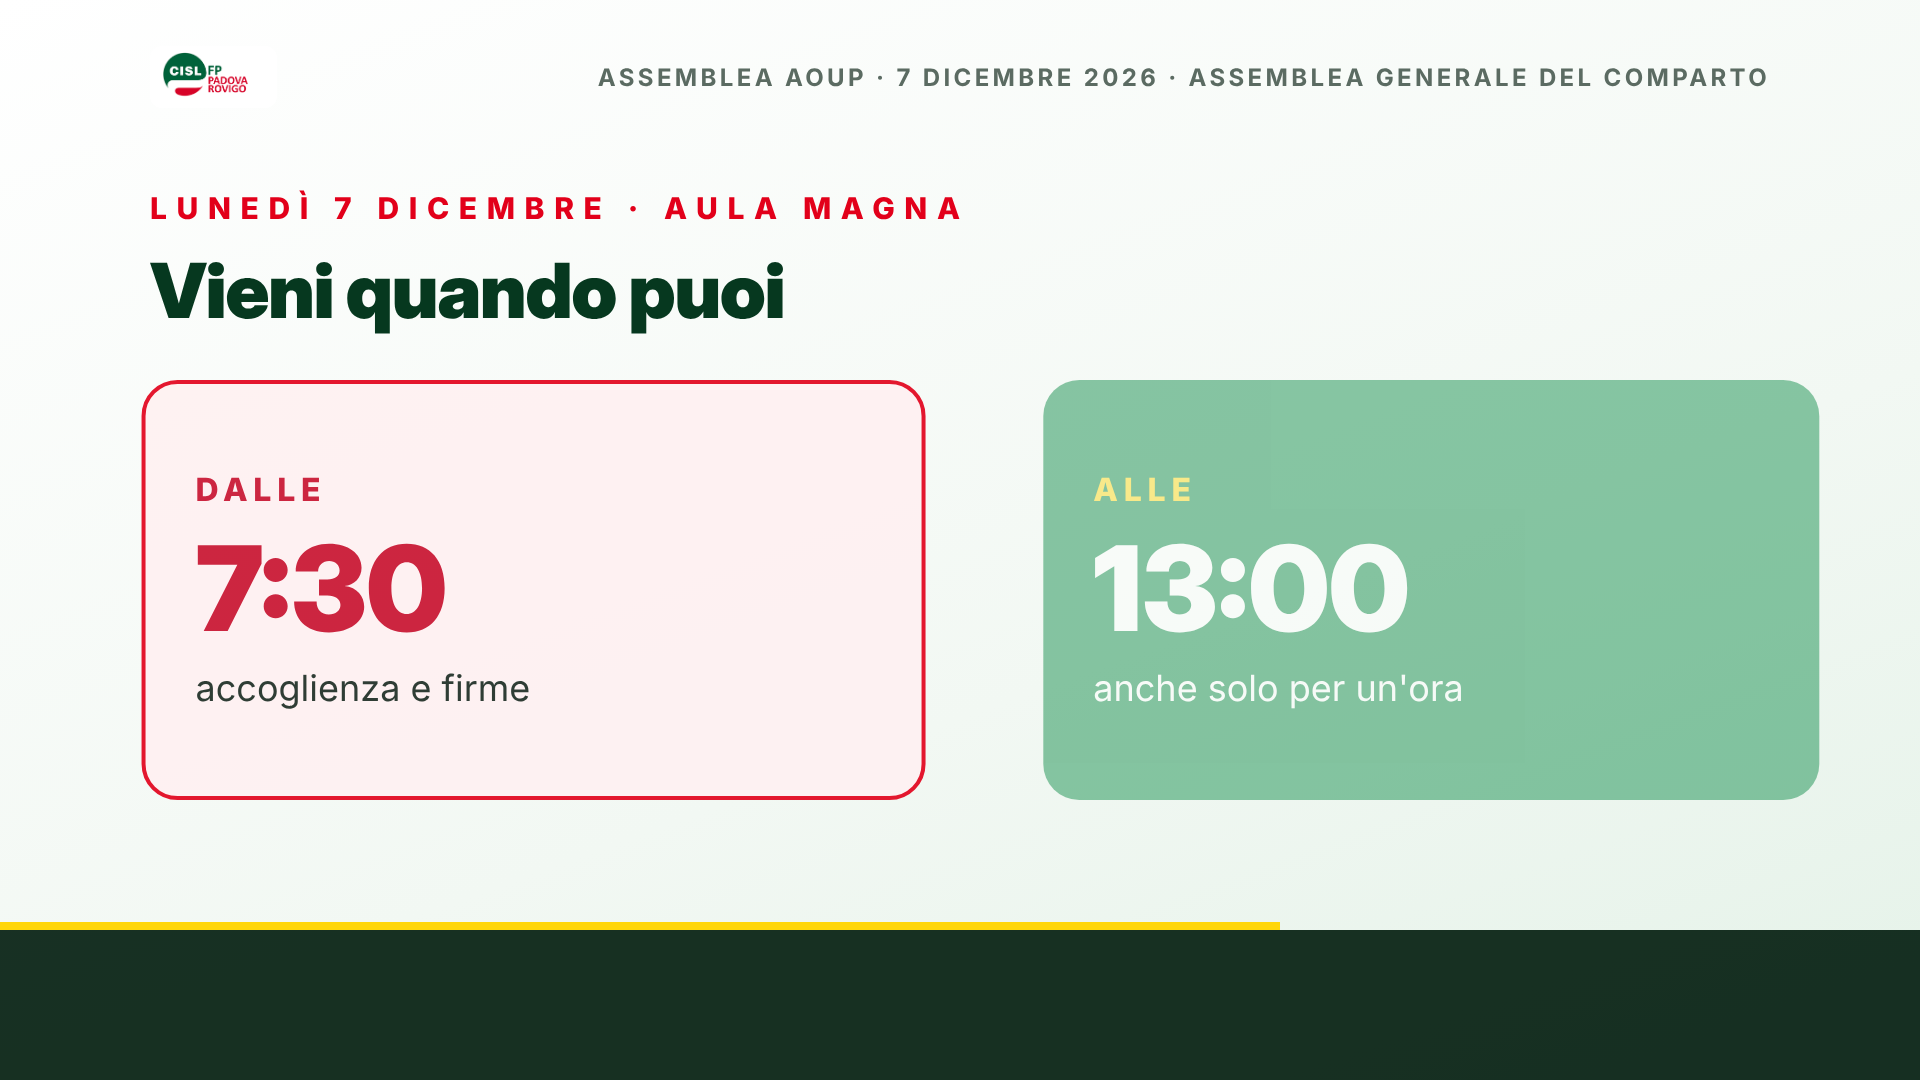 CISL FP
PADOVA
ROVIGO
ASSEMBLEA AOUP · 7 DICEMBRE 2026 · ASSEMBLEA GENERALE DEL COMPARTO
LUNEDÌ 7 DICEMBRE · AULA MAGNA
Vieni quando puoi
DALLE
7:30
accoglienza e firme
ALLE
13:00
anche solo per un'ora